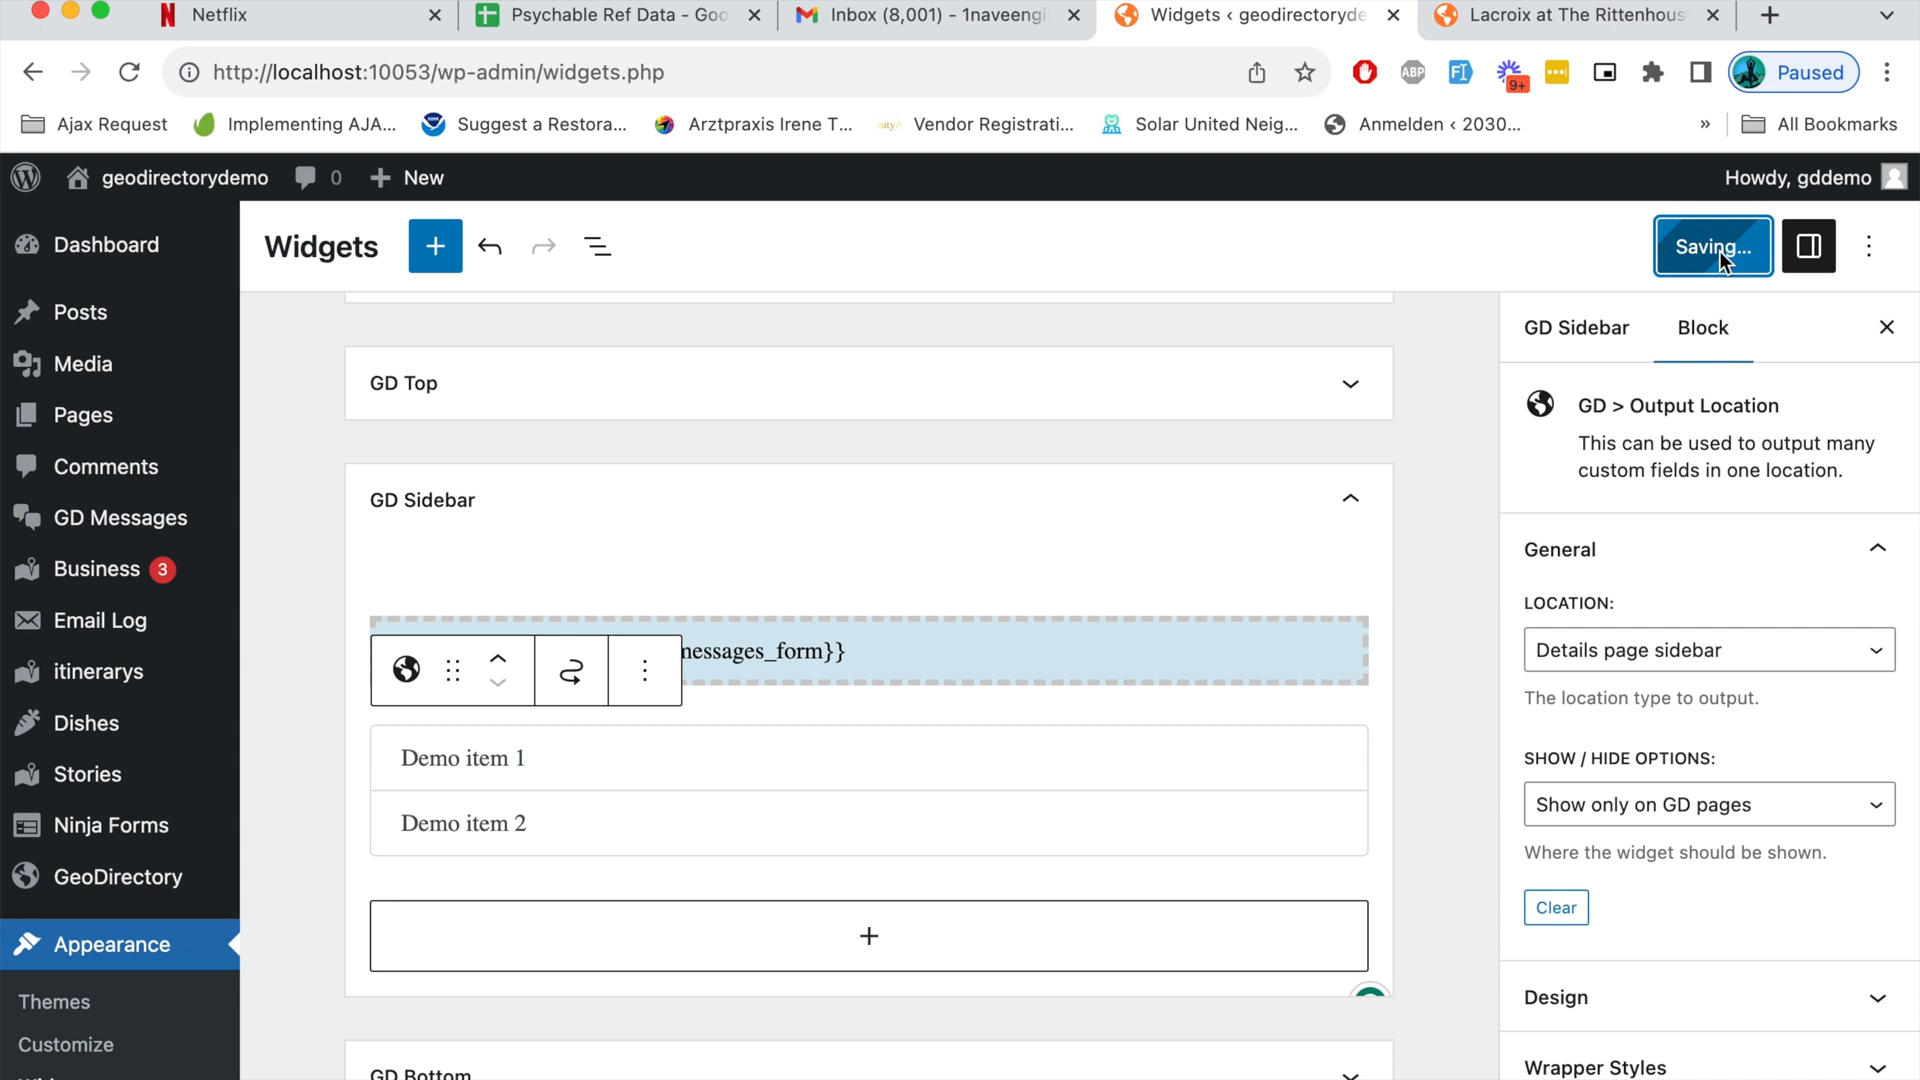 Netflix
Psychable Ref Data - Goo
Inbox (8,001) - 1naveengi
Widgets ‹ geodirectoryde
Lacroix at The Rittenhous
http://localhost:10053/wp-admin/widgets.php
ABP
9+
Paused
Ajax Request
Implementing AJA...
Suggest a Restora...
Arztpraxis Irene T...
Vendor Registrati...
Solar United Neig...
Anmelden ‹ 2030...
»
All Bookmarks
geodirectorydemo
0
New
Howdy, gddemo
Dashboard
Posts
Media
Pages
Comments
GD Messages
Business 3
Email Log
itinerarys
Dishes
Stories
Ninja Forms
GeoDirectory
Appearance
Themes
Customize
Widgets
Saving...
GD Top
GD Sidebar
messages_form}}
Demo item 1
Demo item 2
GD Bottom
GD Sidebar
Block
GD > Output Location
This can be used to output many
custom fields in one location.
General
LOCATION:
Details page sidebar
The location type to output.
SHOW / HIDE OPTIONS:
Show only on GD pages
Where the widget should be shown.
Clear
Design
Wrapper Styles